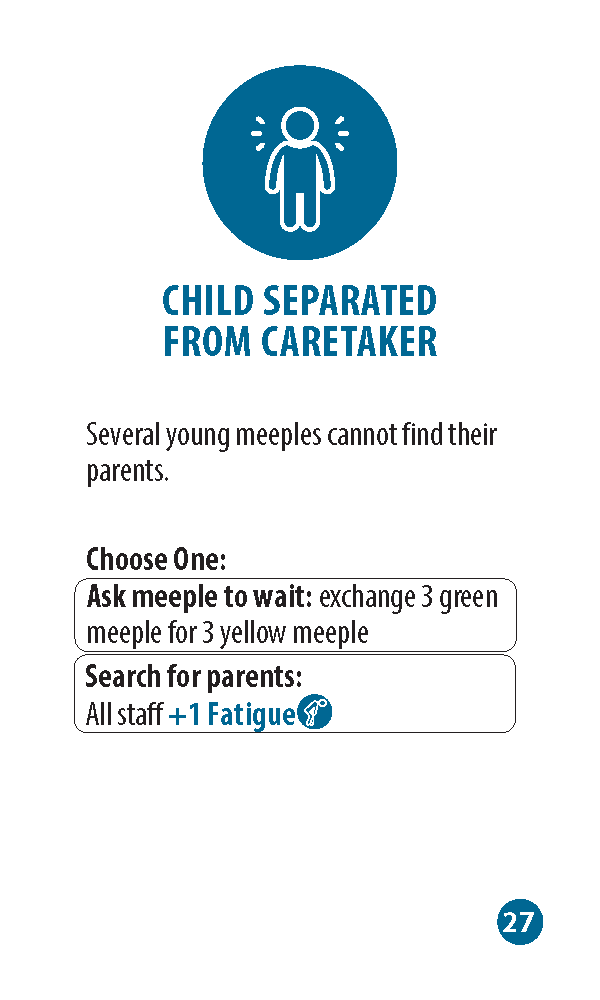 CHILD SEPARATED
FROM CARETAKER
Several young meeples cannot find their
parents.
Choose One:
Ask meeple to wait: exchange 3 green
meeple for 3 yellow meeple
Search for parents:
All staff +1 Fatigue
27